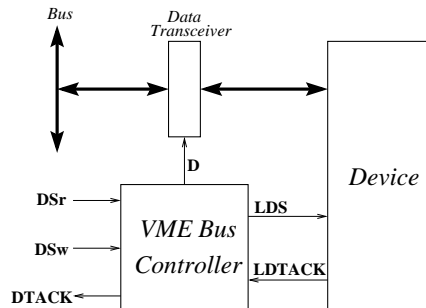 Bus
Data
Transceiver
D
DSr
DSw
DTACK
VME Bus
Controller
LDS
LDTACK
Device